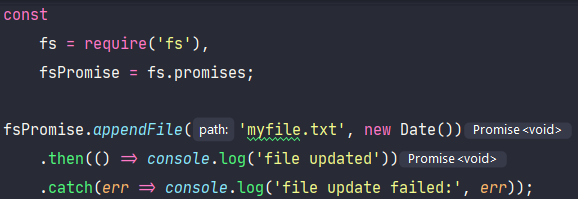 const
fs = require('fs'),
fsPromise = fs.promises;
fsPromise.appendFile( path: 'myfile.txt', new Date()) Promise<void>
.then(() => console.log('file updated')) Promise<void>
.catch(err => console.log('file update failed:', err));